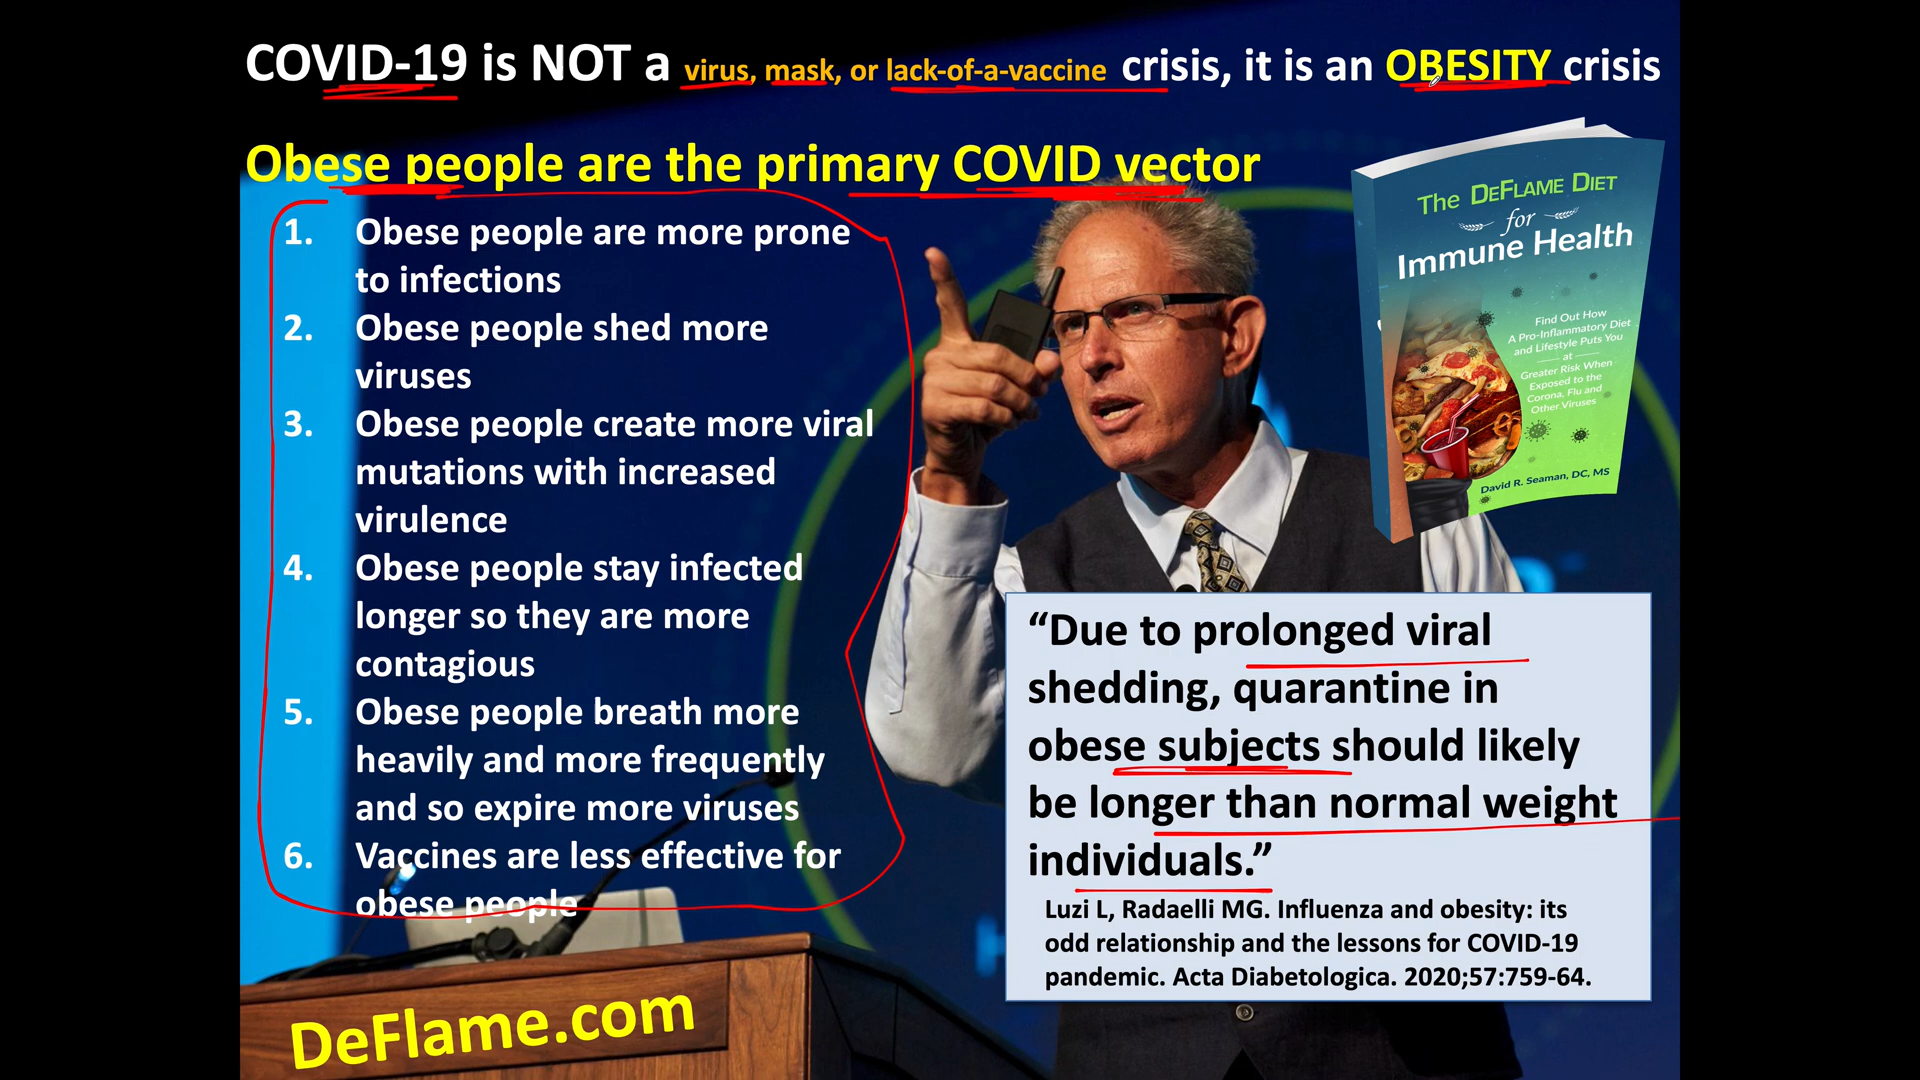 COVID-19 is NOT a virus, mask, or lack-of-a-vaccine crisis, it is an OBESITY crisis
Obese people are the primary COVID vector
1. Obese people are more prone
to infections
2. Obese people shed more
viruses
3. Obese people create more viral
mutations with increased
virulence
4. Obese people stay infected
longer so they are more
contagious
5. Obese people breath more
heavily and more frequently
and so expire more viruses
6. Vaccines are less effective for
obese people
DeFlame.com
The DEFLAME DIET
for
Immune Health
Find Out How
A Pro-Inflammatory Diet
and Lifestyle Puts You
at
Greater Risk When
Exposed to the
Corona, Flu and
Other Viruses
David R. Seaman, DC, MS
“Due to prolonged viral
shedding, quarantine in
obese subjects should likely
be longer than normal weight
individuals.”
Luzi L, Radaelli MG. Influenza and obesity: its
odd relationship and the lessons for COVID-19
pandemic. Acta Diabetologica. 2020;57:759-64.